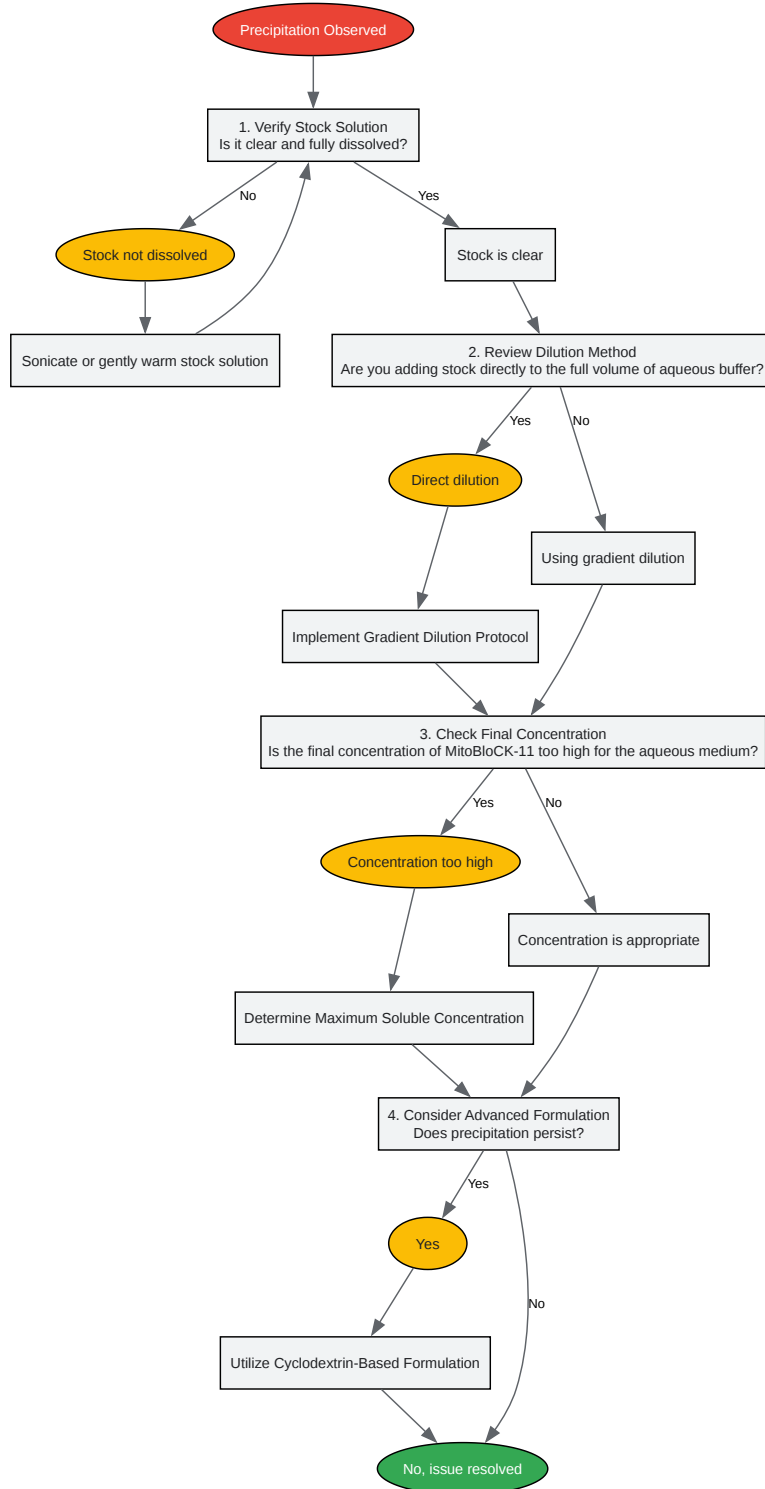 Precipitation Observed
1. Verify Stock Solution
Is it clear and fully dissolved?
No
Yes
Stock not dissolved
Stock is clear
Sonicate or gently warm stock solution
2. Review Dilution Method
Are you adding stock directly to the full volume of aqueous buffer?
Yes
No
Direct dilution
Using gradient dilution
Implement Gradient Dilution Protocol
3. Check Final Concentration
Is the final concentration of MitoBloCK-11 too high for the aqueous medium?
Yes
No
Concentration too high
Concentration is appropriate
Determine Maximum Soluble Concentration
4. Consider Advanced Formulation
Does precipitation persist?
Yes
Yes
No
Utilize Cyclodextrin-Based Formulation
No, issue resolved